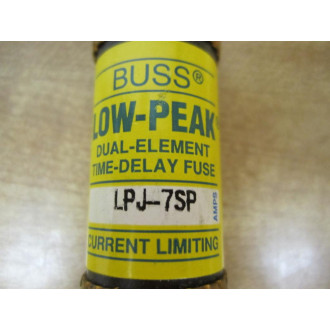 BUSS®
LOW-PEAK
DUAL-ELEMENT
TIME-DELAY FUSE
LPJ-7SP
AMPS
CURRENT LIMITING